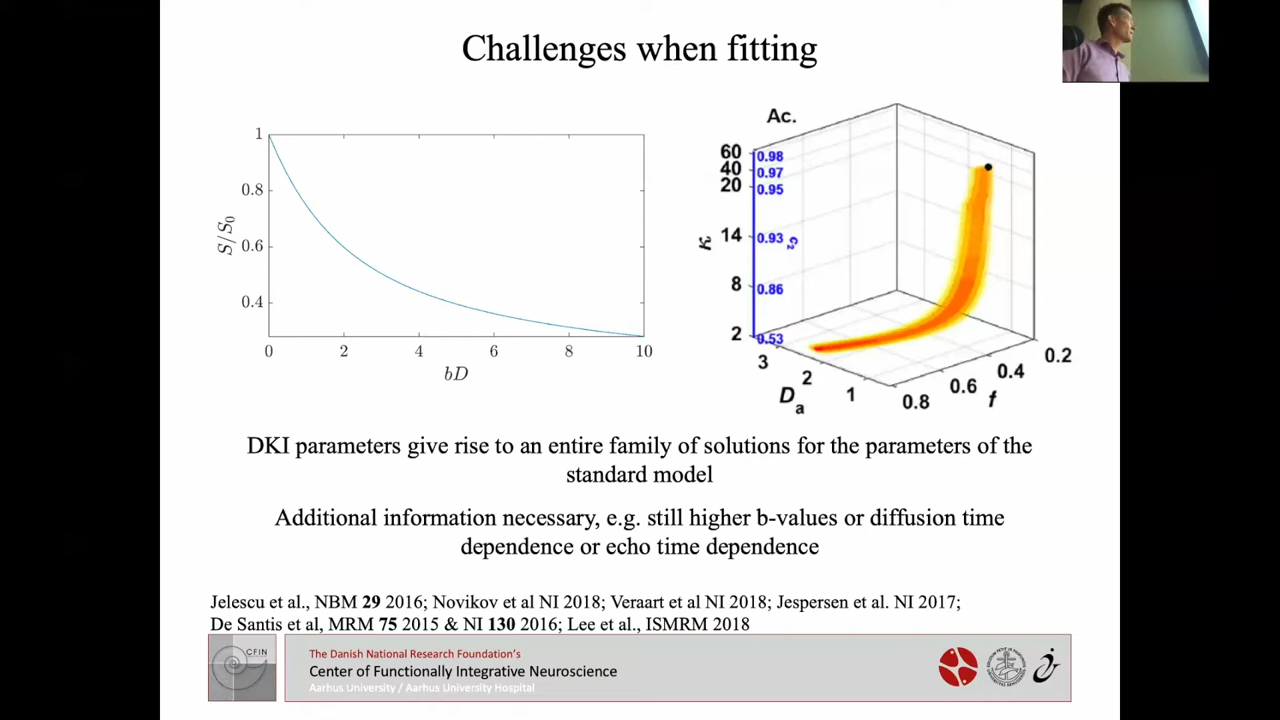 Challenges when fitting
1
0.8
0.6
0.4
S/S0
0
2
4
6
8
10
bD
Ac.
60
40
20
14
8
2
κ
0.98
0.97
0.95
0.93
0.86
0.53
c2
3
2
1
Da
0.8
0.6
0.4
0.2
f
DKI parameters give rise to an entire family of solutions for the parameters of the
standard model
Additional information necessary, e.g. still higher b-values or diffusion time
dependence or echo time dependence
Jelescu et al., NBM 29 2016; Novikov et al NI 2018; Veraart et al NI 2018; Jespersen et al. NI 2017;
De Santis et al, MRM 75 2015 & NI 130 2016; Lee et al., ISMRM 2018
CFIN
The Danish National Research Foundation's
Center of Functionally Integrative Neuroscience
Aarhus University / Aarhus University Hospital